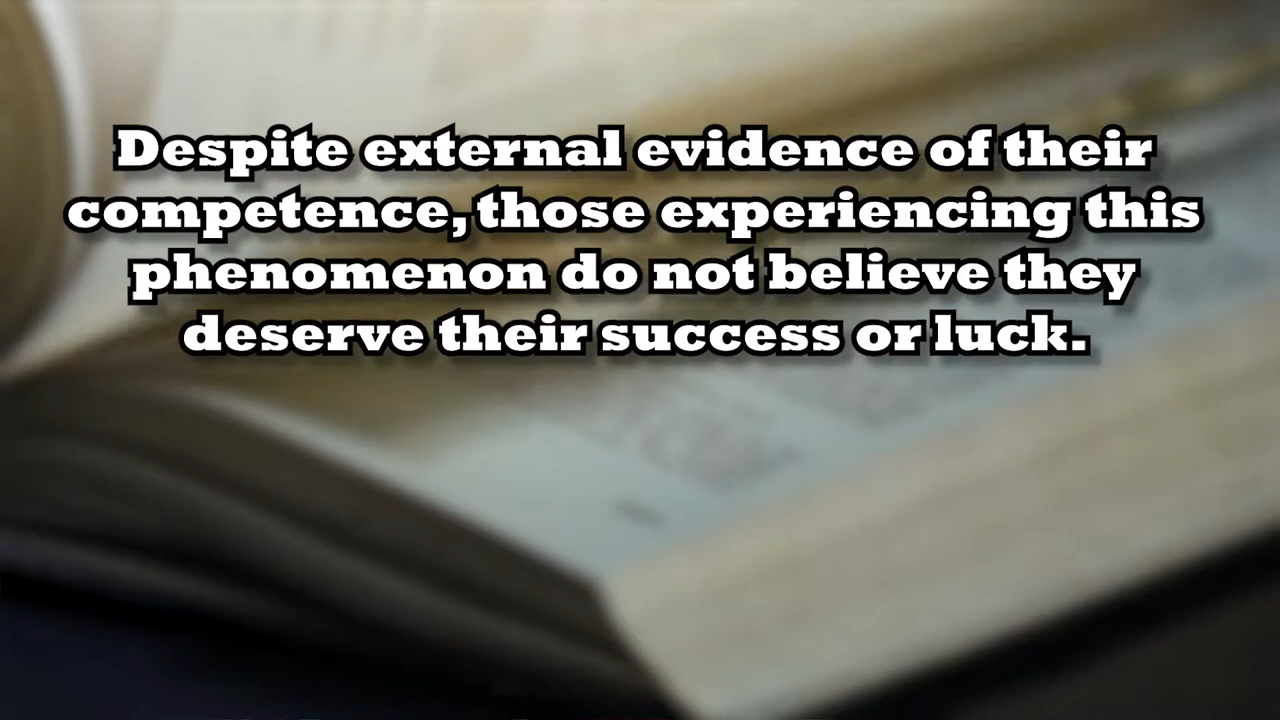 Despite external evidence of their
competence, those experiencing this
phenomenon do not believe they
deserve their success or luck.